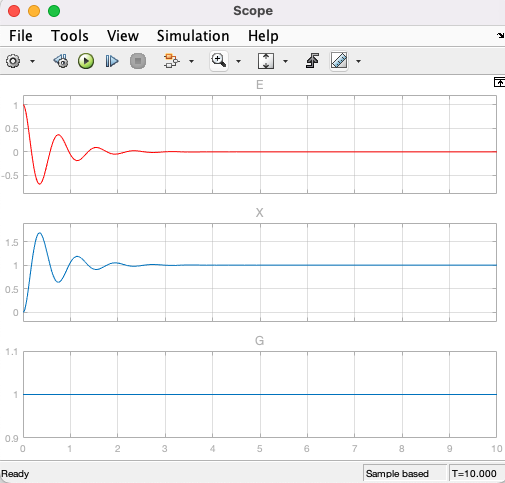 Scope
File Tools View Simulation Help
E
1
0.5
0
-0.5
X
1.5
1
0.5
0
G
1.1
1
0.9
0 1 2 3 4 5 6 7 8 9 10
Ready Sample based T=10.000